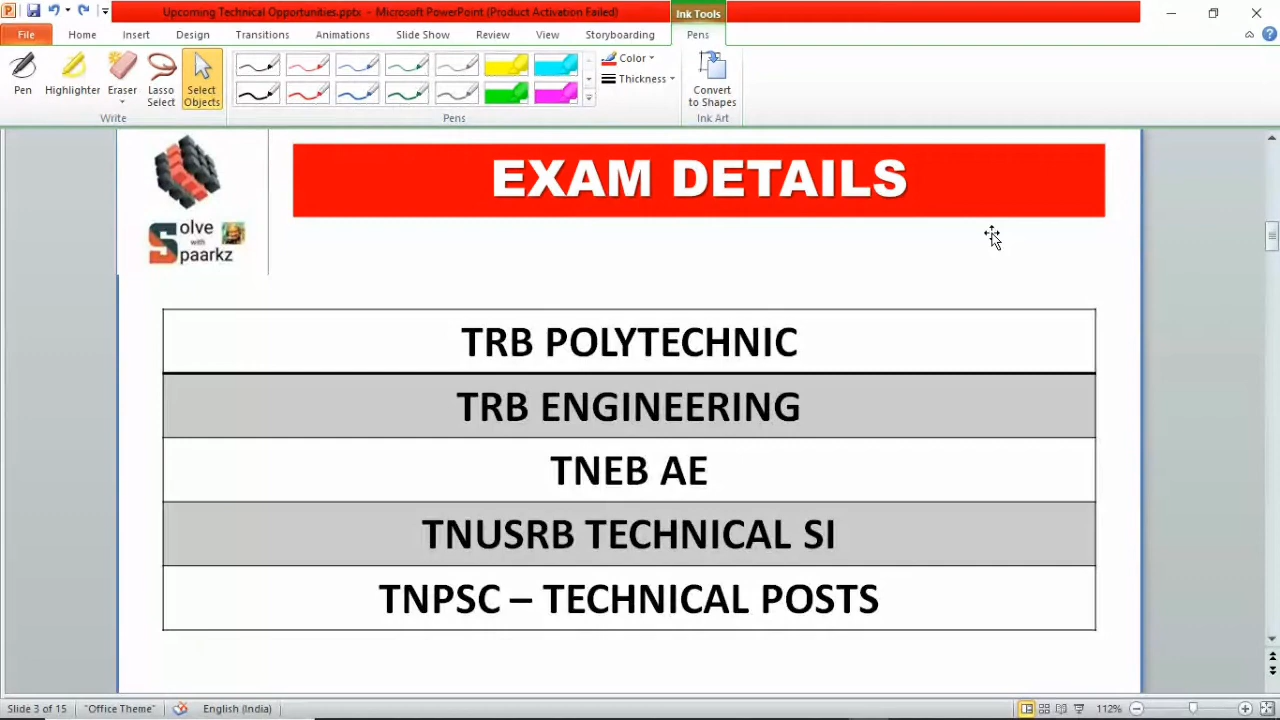 Upcoming Technical Opportunities.pptx - Microsoft PowerPoint (Product Activation Failed)
Ink Tools
File Home Insert Design Transitions Animations Slide Show Review View Storyboarding Pens
Pen
Highlighter
Eraser
Lasso Select
Select Objects
Color
Thickness
Convert to Shapes
Write
Pens
Ink Art
Solve
with
Spaarkz
EXAM DETAILS
TRB POLYTECHNIC
TRB ENGINEERING
TNEB AE
TNUSRB TECHNICAL SI
TNPSC – TECHNICAL POSTS
Slide 3 of 15 "Office Theme" English (India) 112%